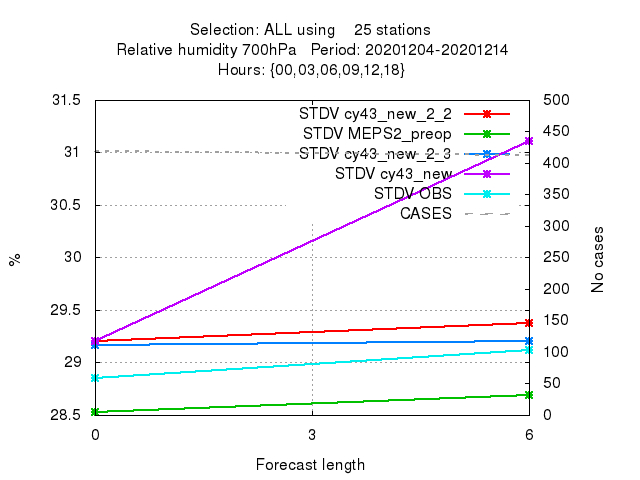 Selection: ALL using    25 stations
Relative humidity 700hPa   Period: 20201204-20201214
Hours: {00,03,06,09,12,18}
STDV cy43_new_2_2
STDV MEPS2_preop
STDV cy43_new_2_3
STDV cy43_new
STDV OBS
CASES
31.5
31
30.5
30
29.5
29
28.5
%
500
450
400
350
300
250
200
150
100
50
0
No cases
0 3 6
Forecast length